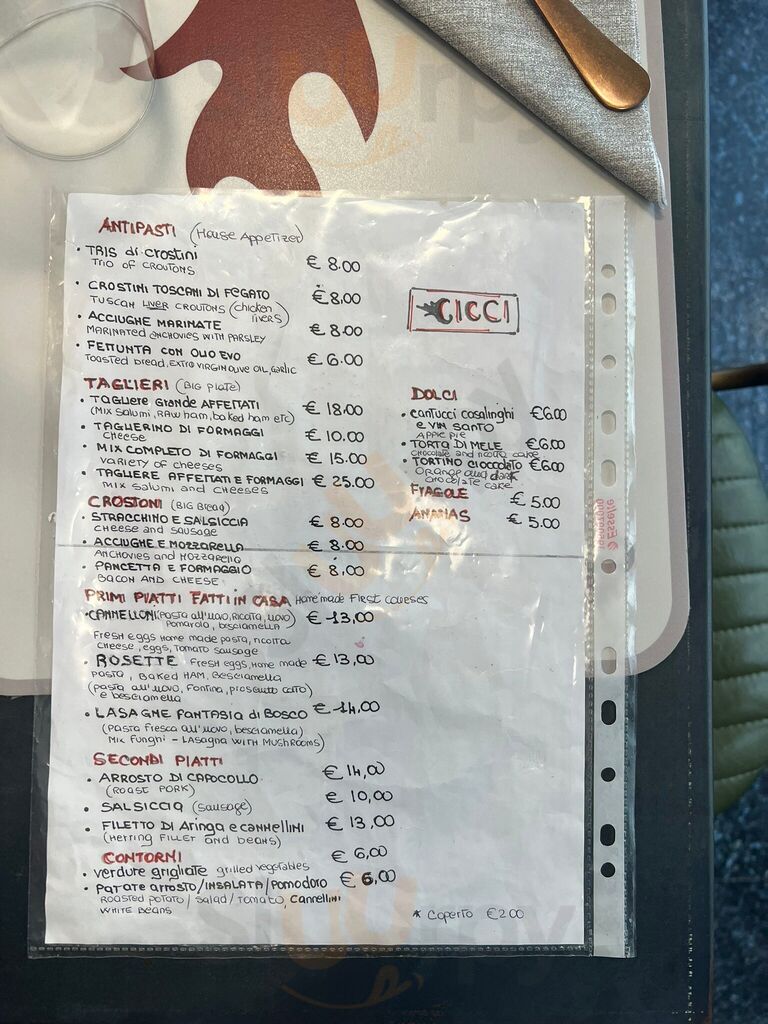 ANTIPASTI (House Appetizer)
• TRIS di crostini € 8.00
TRIO OF CROUTONS
• CROSTINI TOSCANI DI FEGATO € 8,00
TUSCAN LIVER CROUTONS (chicken livers)
• ACCIUGHE MARINATE € 8.00
MARINATED ANCHOVIES WITH PARSLEY
• FETTUNTA CON OLIO EVO € 6.00
Toasted bread, EXTRA VIRGIN OLIVE OIL, GARLIC
TAGLIERI (BIG PLATE)
• TAGLIERE GRANDE AFFETTATI € 18.00
(MIX SALUMI, RAW HAM, baked ham etc)
• TAGLIERINO DI FORMAGGI € 10.00
CHEESE
• MIX COMPLETO DI FORMAGGI € 15.00
VARIETY OF CHEESES
• TAGLIERE AFFETTATI E FORMAGGI € 25.00
MIX SALUMI AND CHEESES
CROSTONI (BIG BREAD)
• STRACCHINO E SALSICCIA € 8.00
CHEESE AND SAUSAGE
• ACCIUGHE E MOZZARELLA € 8.00
ANCHOVIES AND MOZZARELLA
• PANCETTA E FORMAGGIO € 8.00
BACON AND CHEESE
PRIMI PIATTI FATTI IN CASA Homemade FIRST COURSES
• CANNELLONI (PASTA all'uovo, RICOTTA, UOVO, € 13,00
Pomarola, besciamella)
FRESH EGGS HOME MADE PASTA, RICOTTA
CHEESE, EGGS, TOMATO SAUSAGE
• ROSETTE FRESH EGGS, HOME MADE € 13,00
PASTA, BAKED HAM, BESCIAMELLA
(pasta all'uovo, Fontina, prosciutto cotto)
e besciamella
• LASAGNE FANTASIA di BOSCO € 14,00
(PASTA fresca all'uovo, besciamella)
MIX FUNGHI - LASAGNA WITH MUSHROOMS)
SECONDI PIATTI
• ARROSTO DI CAPOCOLLO € 14,00
(ROAST PORK)
• SALSICCIA (sausage) € 10,00
• FILETTO DI Aringa e cannellini € 13,00
(HERRING FILLET AND BEANS)
CONTORNI
• verdure grigliate grilled vegetables € 6,00
• PATATE ARROSTO/INSALATA/Pomodoro € 6,00
ROASTED POTATO/SALAD/TOMATO, CANNELLINI
WHITE BEANS
CICCI
DOLCI
• cantucci casalinghi €6.00
e VIN SANTO
APPLE PIE
• TORTA DI MELE €6.00
CHOCOLATE and RICOTTA CAKE
• TORTINO CIOCCOLATO €6.00
ORANGE AND dark
CHOCOLATE CAKE
FRAGOLE € 5.00
ANANAS € 5.00
* Coperto €2.00
Esselte